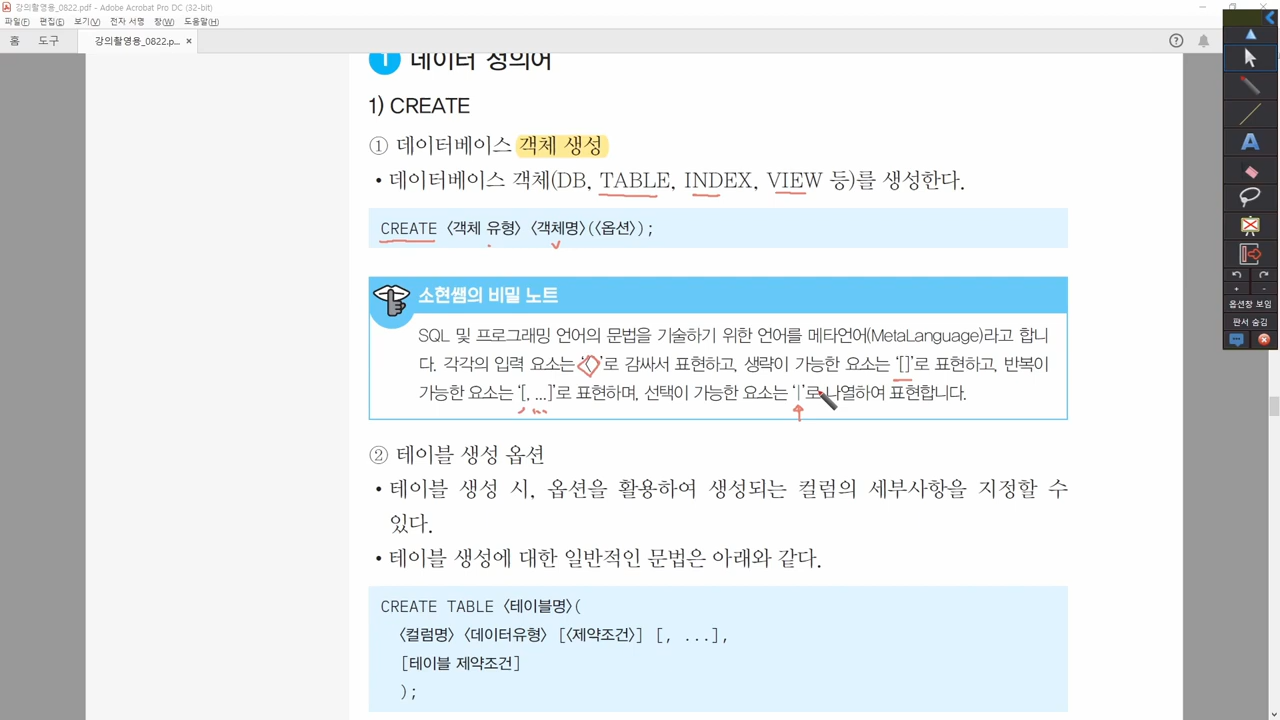 강의촬영용_0822.pdf - Adobe Acrobat Pro DC (32-bit)
파일(F) 편집(E) 보기(V) 전자 서명 창(W) 도움말(H)
홈 도구 강의촬영용_0822.p... ×
1 데이터 정의어
1) CREATE
① 데이터베이스 객체 생성
• 데이터베이스 객체(DB, TABLE, INDEX, VIEW 등)를 생성한다.
CREATE 〈객체 유형〉 〈객체명〉(〈옵션〉);
소현쌤의 비밀 노트
SQL 및 프로그래밍 언어의 문법을 기술하기 위한 언어를 메타언어(MetaLanguage)라고 합니
다. 각각의 입력 요소는 '〈〉'로 감싸서 표현하고, 생략이 가능한 요소는 '[]'로 표현하고, 반복이
가능한 요소는 '[, ...]'로 표현하며, 선택이 가능한 요소는 '|'로 나열하여 표현합니다.
② 테이블 생성 옵션
• 테이블 생성 시, 옵션을 활용하여 생성되는 컬럼의 세부사항을 지정할 수
있다.
• 테이블 생성에 대한 일반적인 문법은 아래와 같다.
CREATE TABLE 〈테이블명〉(
〈컬럼명〉 〈데이터유형〉 [〈제약조건〉] [, ...],
[테이블 제약조건]
);
A
옵션창 보임
판서 숨김